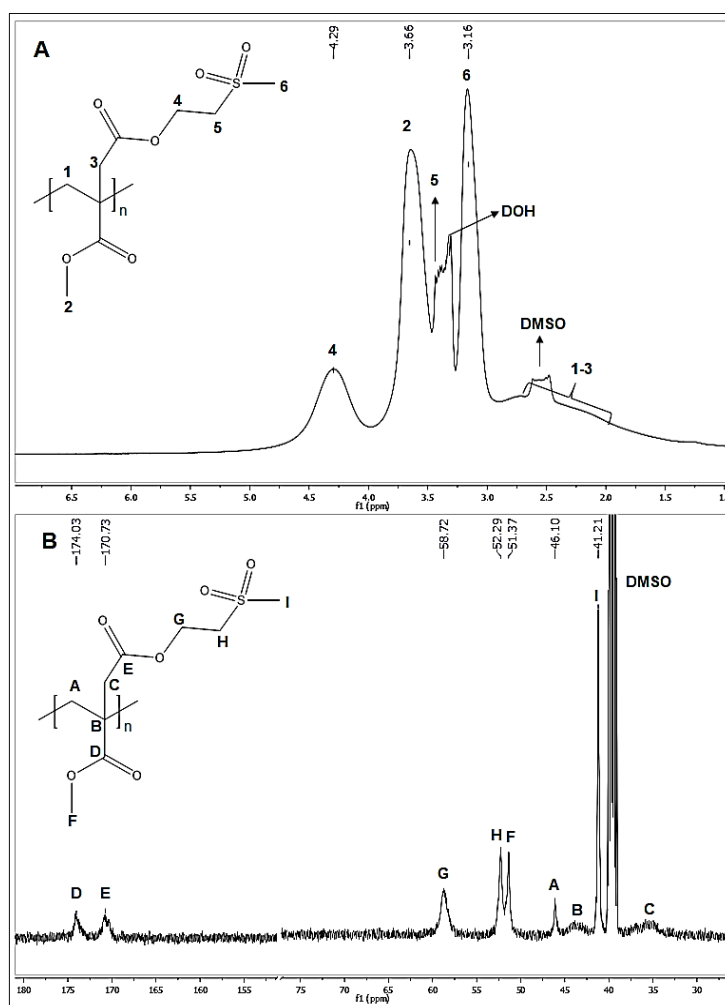 A
4.29
3.66
3.16
O
O
S
6
O
4
5
O
3
1
n
O
O
2
2
5
6
DOH
DMSO
4
1-3
6.5 6.0 5.5 5.0 4.5 4.0 3.5 3.0 2.5 2.0 1.5 1.0
f1 (ppm)
B
174.03
170.73
58.72
52.29
51.37
46.10
41.21
O
O
S
I
O
G
H
E
O
C
A
B
n
D
O
O
F
DMSO
D
E
G
H
F
A
B
I
C
180 175 170 165 160 155 75 70 65 60 55 50 45 40 35 30
f1 (ppm)